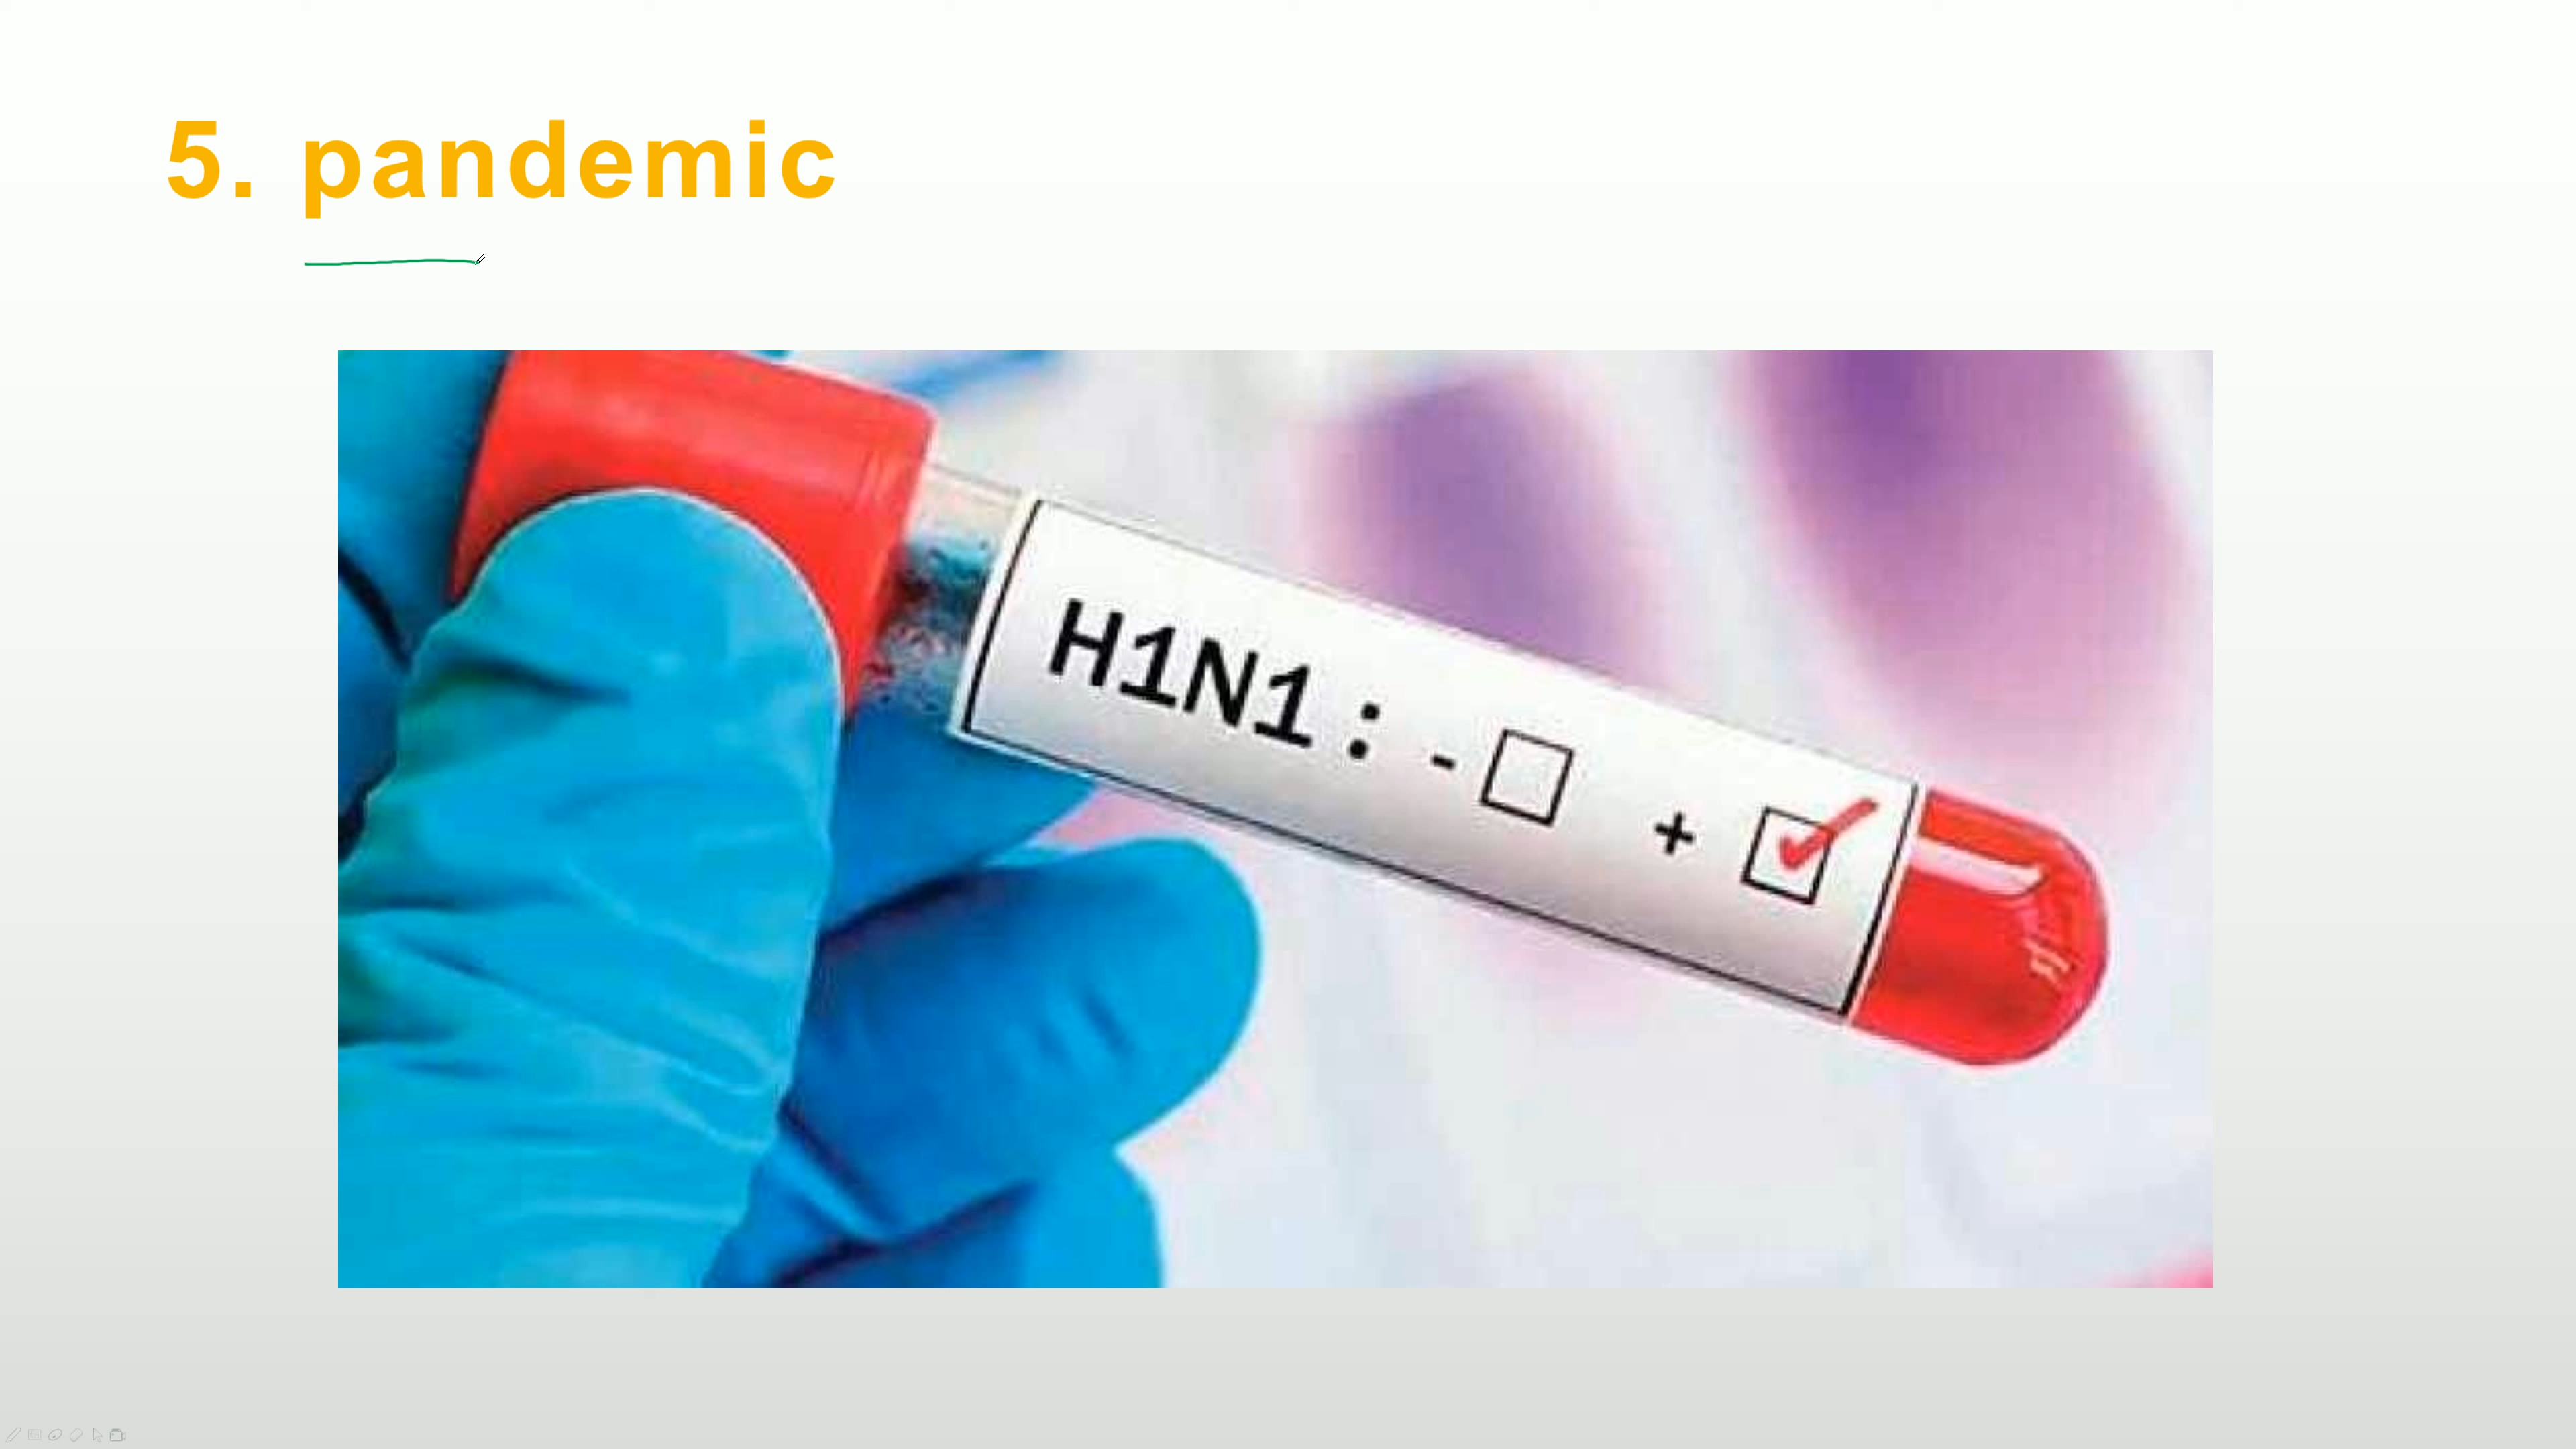 5. pandemic
H1N1: - □ + ☑